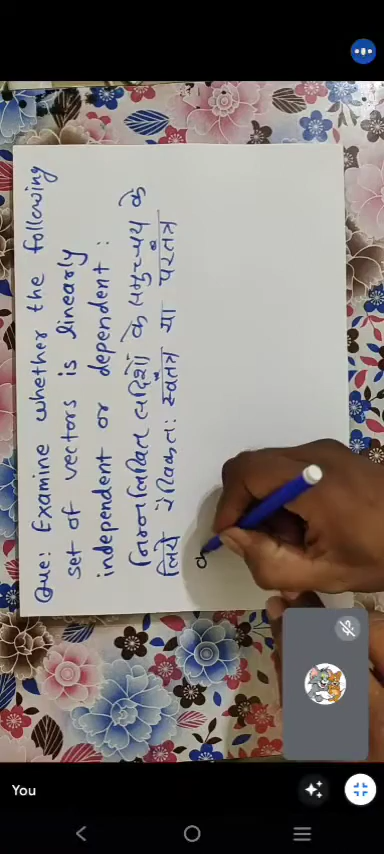 Que: Examine whether the following
set of vectors is linearly
independent or dependent:
निम्नलिखित सदिशों के समुच्चय के
लिये रैखिकतः स्वतंत्र या परतंत्र
You